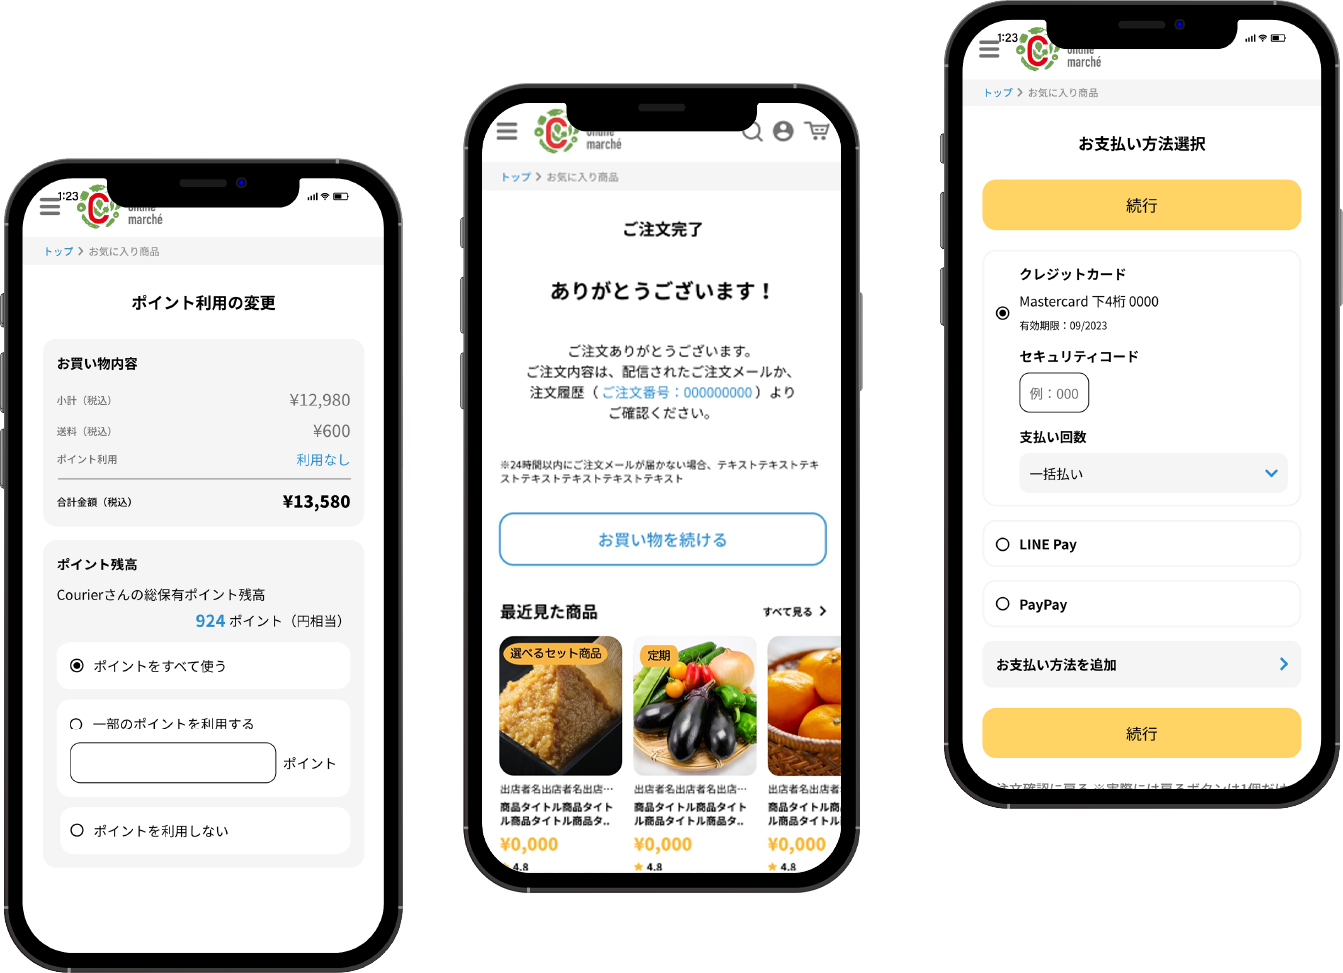 1:23
online
marché
トップ > お気に入り商品
ポイント利用の変更
お買い物内容
小計（税込） ¥12,980
送料（税込） ¥600
ポイント利用 利用なし
合計金額（税込） ¥13,580
ポイント残高
Courierさんの総保有ポイント残高
924 ポイント（円相当）
ポイントをすべて使う
一部のポイントを利用する
ポイント
ポイントを利用しない
online
marché
トップ > お気に入り商品
ご注文完了
ありがとうございます！
ご注文ありがとうございます。
ご注文内容は、配信されたご注文メールか、
注文履歴（ ご注文番号：000000000 ）より
ご確認ください。
※24時間以内にご注文メールが届かない場合、テキストテキストテキ
ストテキストテキストテキストテキスト
お買い物を続ける
最近見た商品 すべて見る >
選べるセット商品 定期
出店者名出店者名出店… 出店者名出店者名出店… 出店者名出店者
商品タイトル商品タイト 商品タイトル商品タイト 商品タイトル
ル商品タイトル商品タ.. ル商品タイトル商品タ.. ル商品タイトル
¥0,000 ¥0,000 ¥0,000
4.8 4.8 4.8
1:23
online
marché
トップ > お気に入り商品
お支払い方法選択
続行
クレジットカード
Mastercard 下4桁 0000
有効期限：09/2023
セキュリティコード
例：000
支払い回数
一括払い
LINE Pay
PayPay
お支払い方法を追加
続行
注文確認に戻る ※実際には戻るボタンは1個だけ